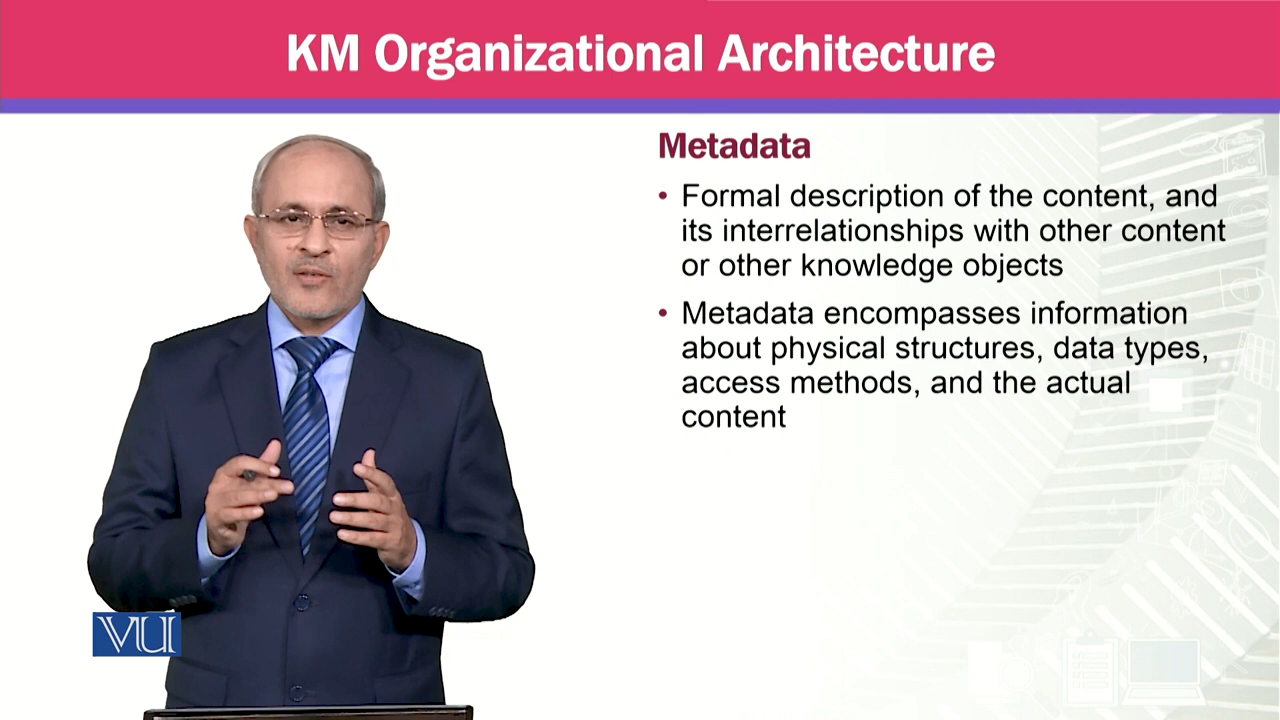 KM Organizational Architecture
Metadata
• Formal description of the content, and
its interrelationships with other content
or other knowledge objects
• Metadata encompasses information
about physical structures, data types,
access methods, and the actual
content
VU